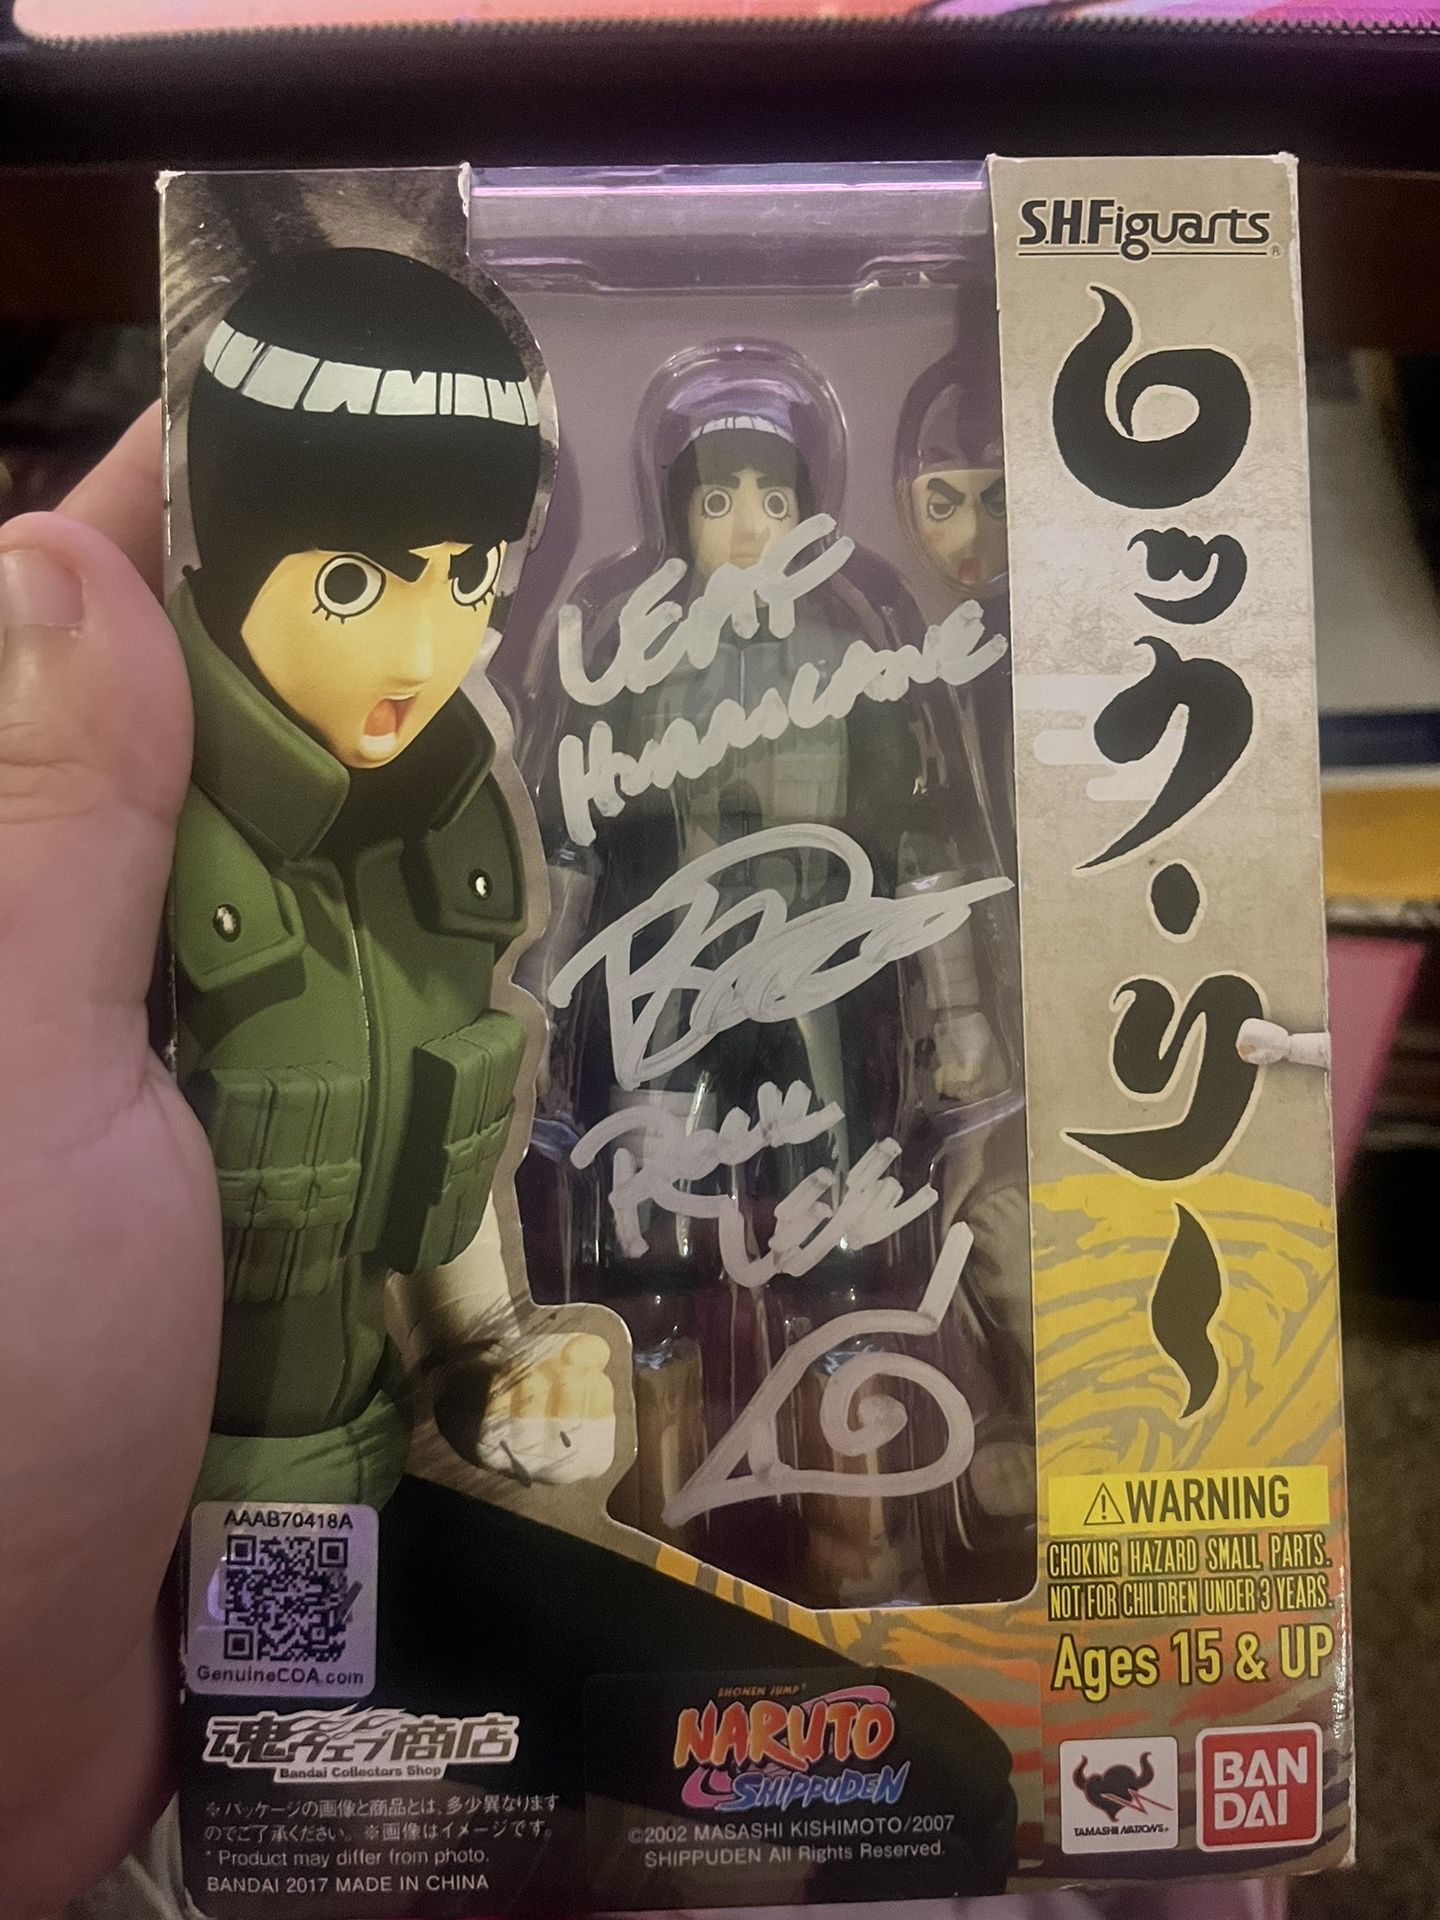 S.H.Figuarts®
ロック・リー
LEAF
HURRICANE
ROCK
LEE
⚠WARNING
CHOKING HAZARD SMALL PARTS.
NOT FOR CHILDREN UNDER 3 YEARS.
Ages 15 & UP
AAAB70418A
GenuineCOA.com
魂ウェブ商店
Bandai Collectors Shop
※パッケージの画像と商品とは、多少異なります
のでご了承ください。※画像はイメージです。
* Product may differ from photo.
BANDAI 2017 MADE IN CHINA
SHONEN JUMP
NARUTO
SHIPPUDEN
©2002 MASASHI KISHIMOTO/2007
SHIPPUDEN All Rights Reserved.
TAMASHII NATIONS
BAN
DAI